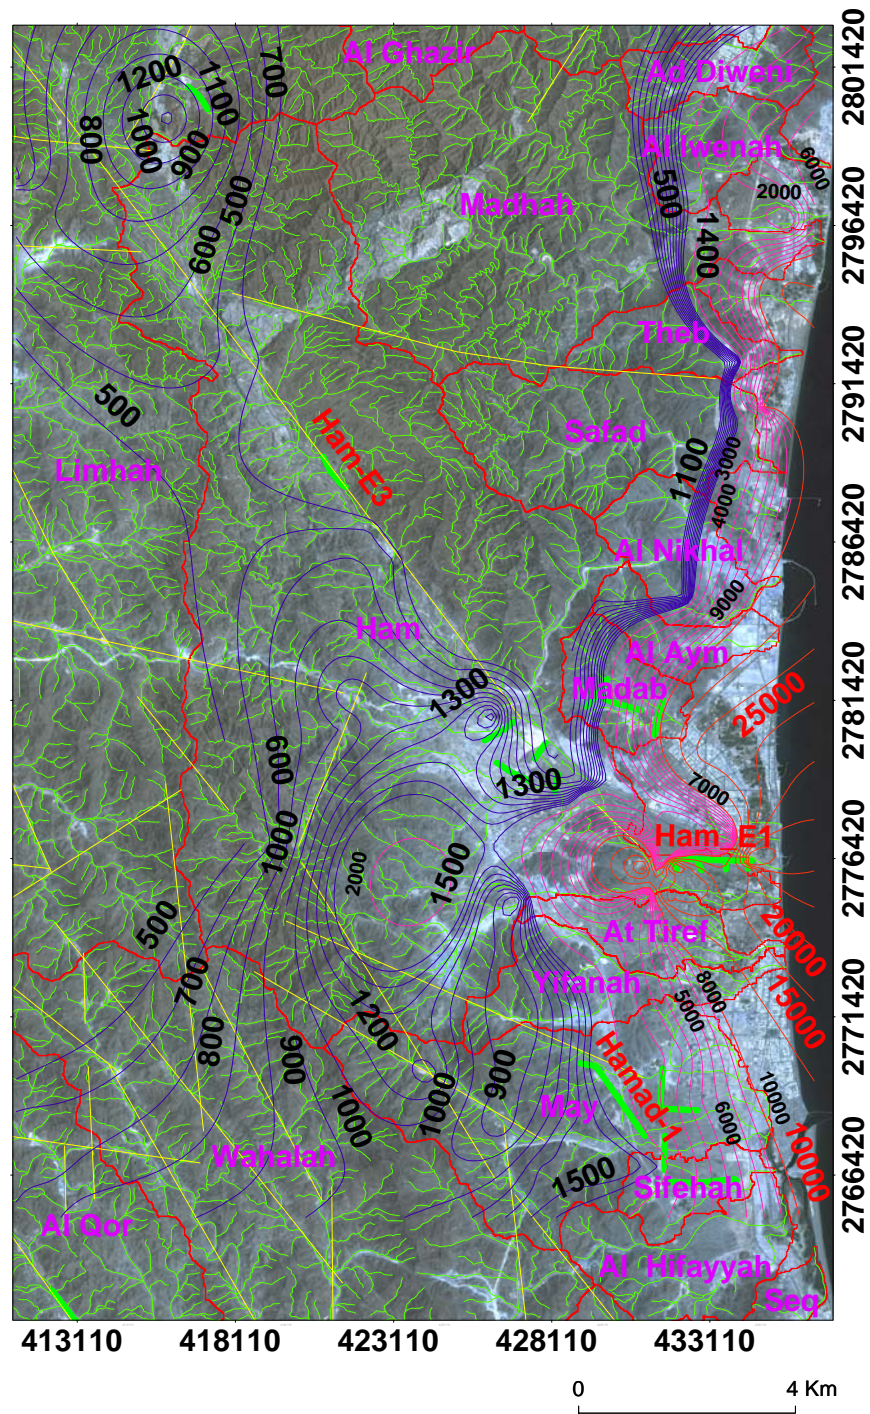 Al Ghazir
Ad Diweni
2801420
700
1200
1100
1000
800
900
Al Iwenah
6000
2000
Madhah
500
500
1400
600
2796420
Theb
2791420
500
Safad
Ham-E3
Limhah
1100
3000
4000
2786420
Al Nikhal
9000
Ham
Al Aym
Madab
1300
25000
2781420
600
1300
7000
1000
2000
1500
Ham E1
2776420
500
At Tiref
20000
700
Yifanah
8000
5000
15000
2771420
1200
800
900
Hamad-1
900
1000
1000
May
10000
6000
10000
Wahalah
1500
Sifehah
2766420
Al Qor
Al Hifayyah
Seq
413110
418110
423110
428110
433110
0
4 Km